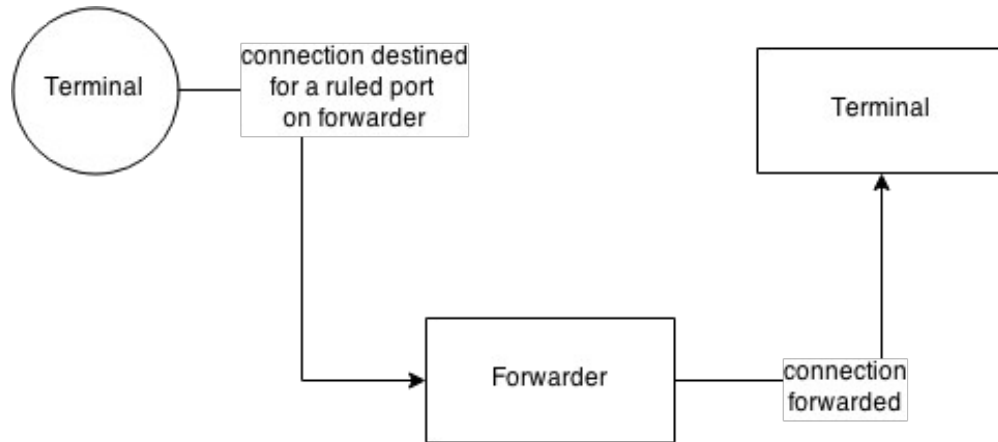 Terminal
connection destined
for a ruled port
on forwarder
Terminal
Forwarder
connection
forwarded